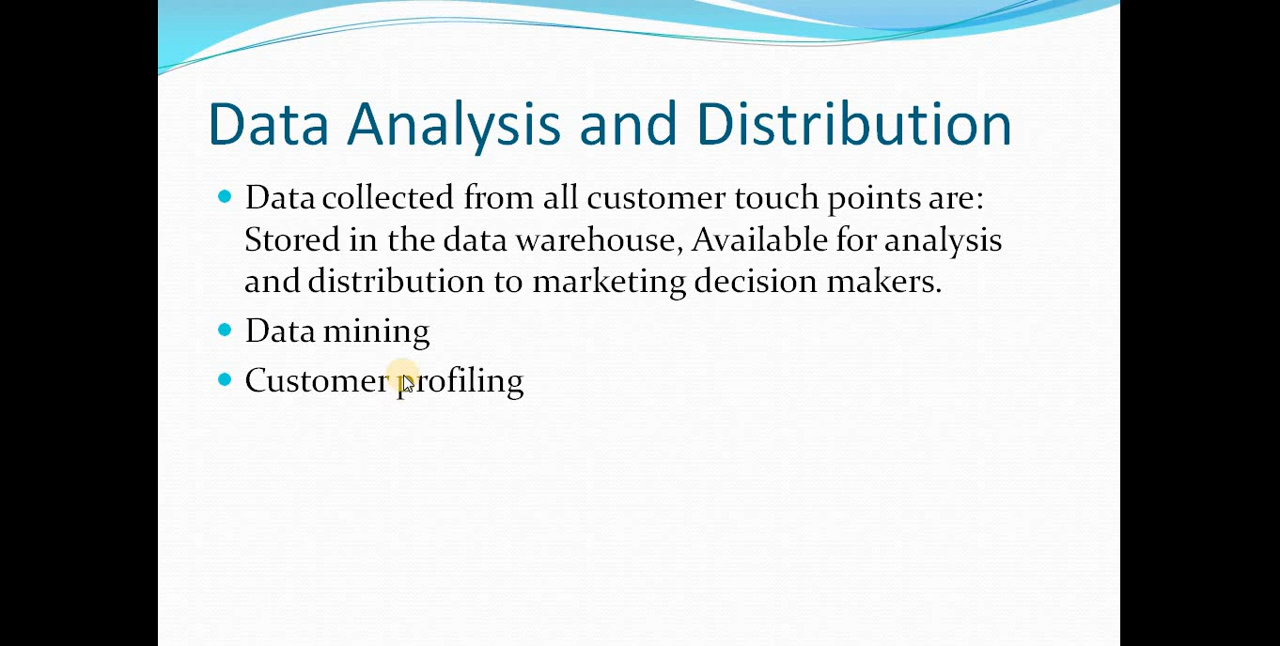 Data Analysis and Distribution
Data collected from all customer touch points are:
Stored in the data warehouse, Available for analysis
and distribution to marketing decision makers.
Data mining
Customer profiling